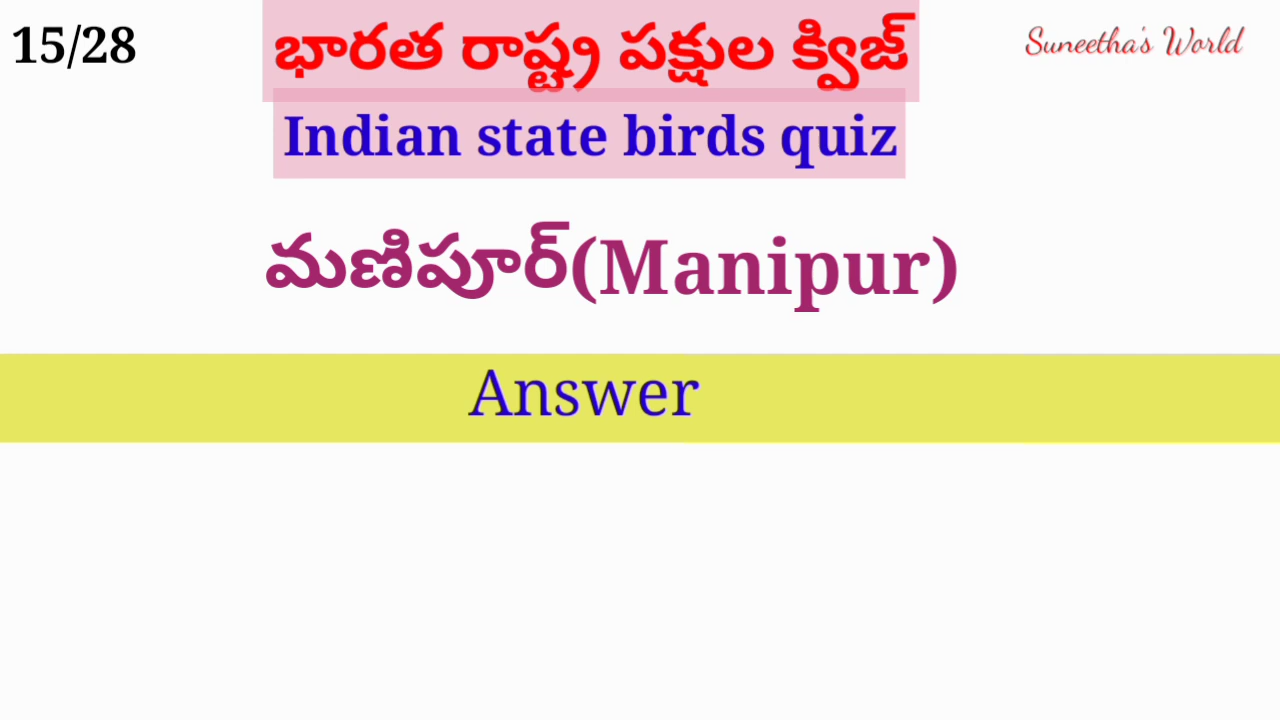 15/28
భారత రాష్ట్ర పక్షుల క్విజ్
Suneetha's World
Indian state birds quiz
మణిపూర్(Manipur)
Answer